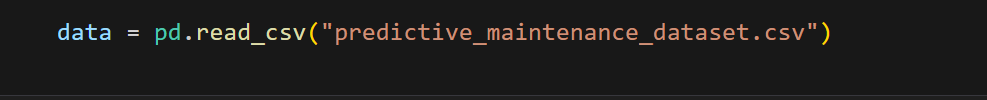 data = pd.read_csv("predictive_maintenance_dataset.csv")